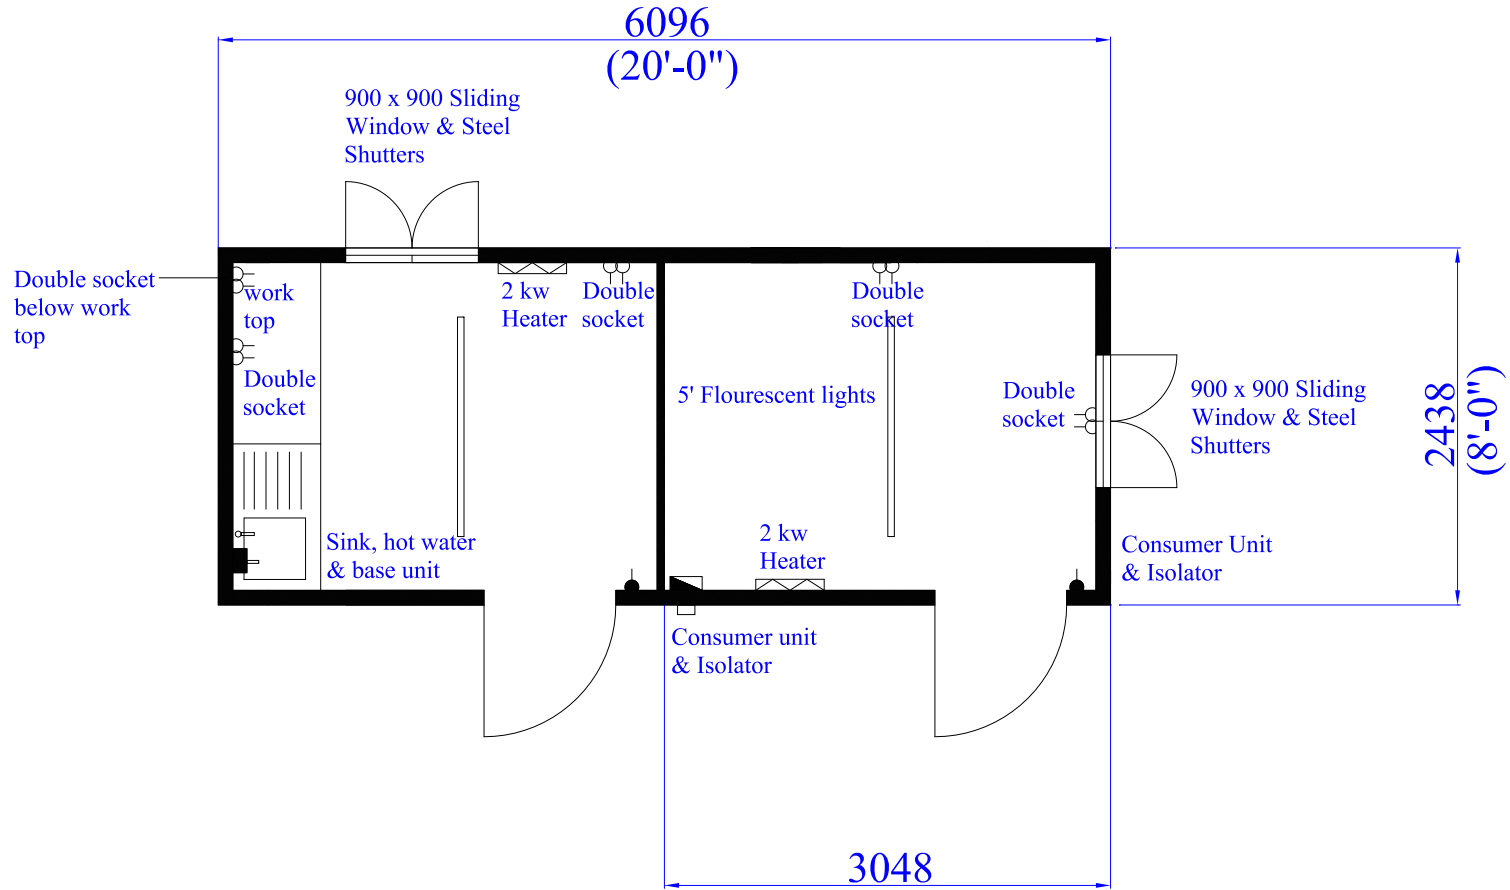 6096
(20'-0")
900 x 900 Sliding
Window & Steel
Shutters
Double socket
below work
top
work
top
2 kw
Heater
Double
socket
Double
socket
Double
socket
5' Flourescent lights
Double
socket
900 x 900 Sliding
Window & Steel
Shutters
2438
(8'-0")
Sink, hot water
& base unit
2 kw
Heater
Consumer Unit
& Isolator
Consumer unit
& Isolator
3048